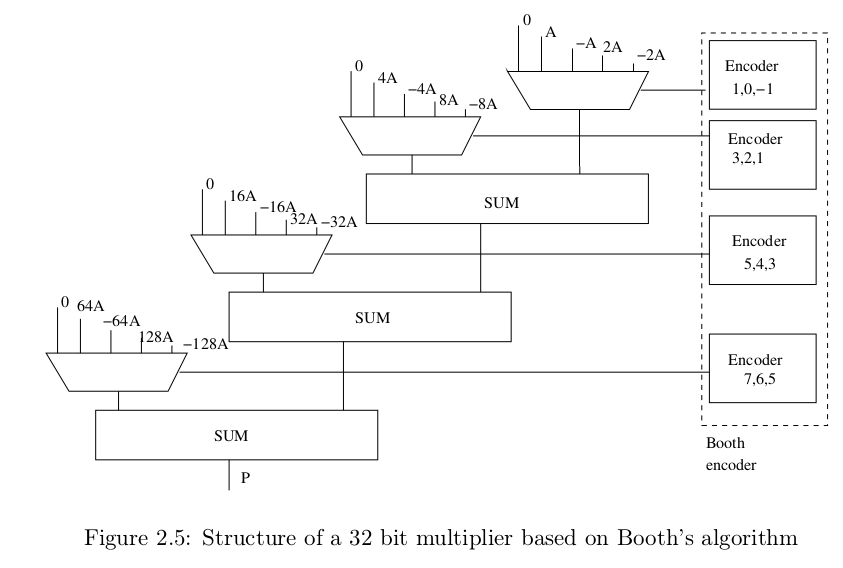 0
A
−A
2A
−2A
Encoder
1,0,−1
0
4A
−4A
8A
−8A
Encoder
3,2,1
SUM
0
16A
−16A
32A
−32A
Encoder
5,4,3
SUM
0
64A
−64A
128A
−128A
Encoder
7,6,5
SUM
Booth
encoder
P
Figure 2.5: Structure of a 32 bit multiplier based on Booth's algorithm